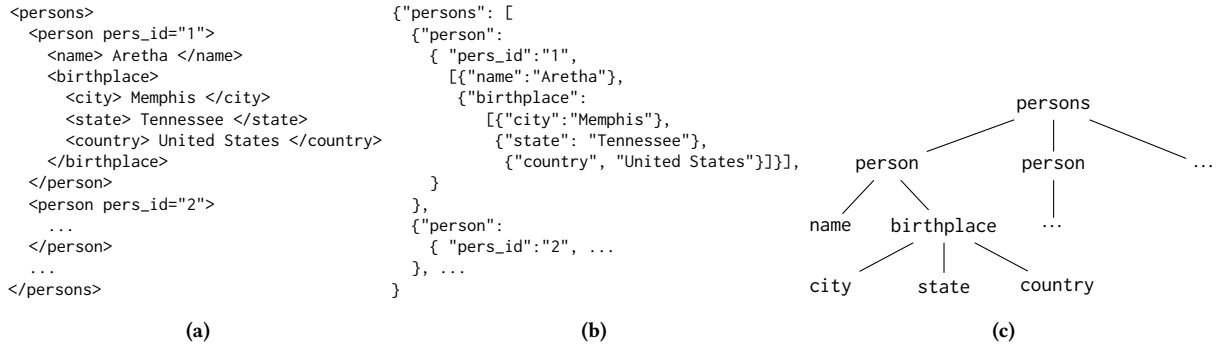 <persons>
  <person pers_id="1">
    <name> Aretha </name>
    <birthplace>
      <city> Memphis </city>
      <state> Tennessee </state>
      <country> United States </country>
    </birthplace>
  </person>
  <person pers_id="2">
    ...
  </person>
  ...
</persons>
(a)
{"persons": [
  {"person":
    { "pers_id":"1",
      [{"name":"Aretha"},
       {"birthplace":
          [{"city":"Memphis"},
           {"state": "Tennessee"},
            {"country", "United States"}]}],
    }
  },
  {"person":
    { "pers_id":"2", ...
  }, ...
}
(b)
persons
person person ...
name birthplace ...
city state country
(c)